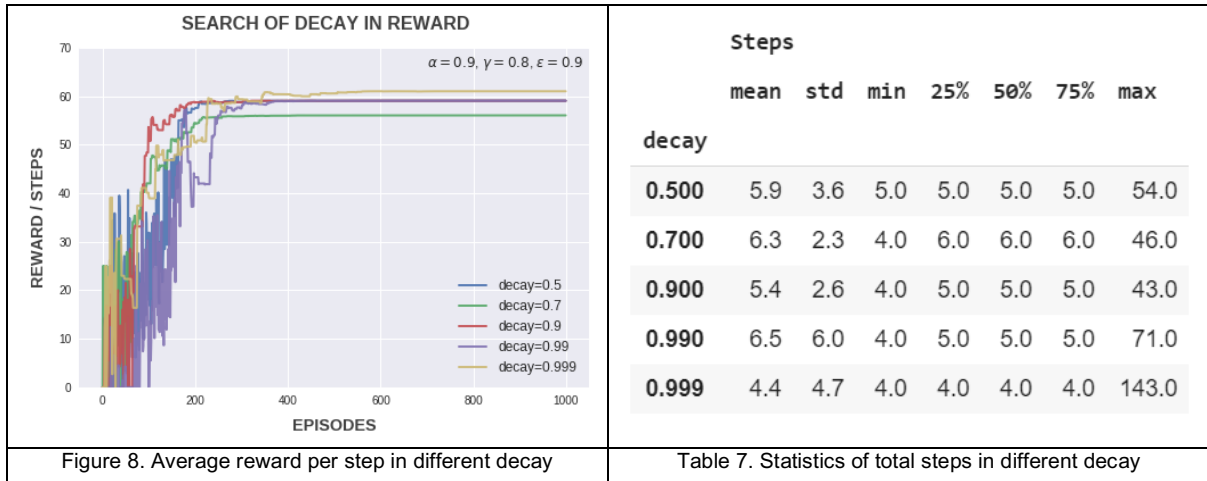 SEARCH OF DECAY IN REWARD
α = 0.9, γ = 0.8, ε = 0.9
70
60
50
40
30
20
10
0
REWARD / STEPS
decay=0.5
decay=0.7
decay=0.9
decay=0.99
decay=0.999
0 200 400 600 800 1000
EPISODES
Figure 8. Average reward per step in different decay
Steps
mean std min 25% 50% 75% max
decay
0.500 5.9 3.6 5.0 5.0 5.0 5.0 54.0
0.700 6.3 2.3 4.0 6.0 6.0 6.0 46.0
0.900 5.4 2.6 4.0 5.0 5.0 5.0 43.0
0.990 6.5 6.0 4.0 5.0 5.0 5.0 71.0
0.999 4.4 4.7 4.0 4.0 4.0 4.0 143.0
Table 7. Statistics of total steps in different decay